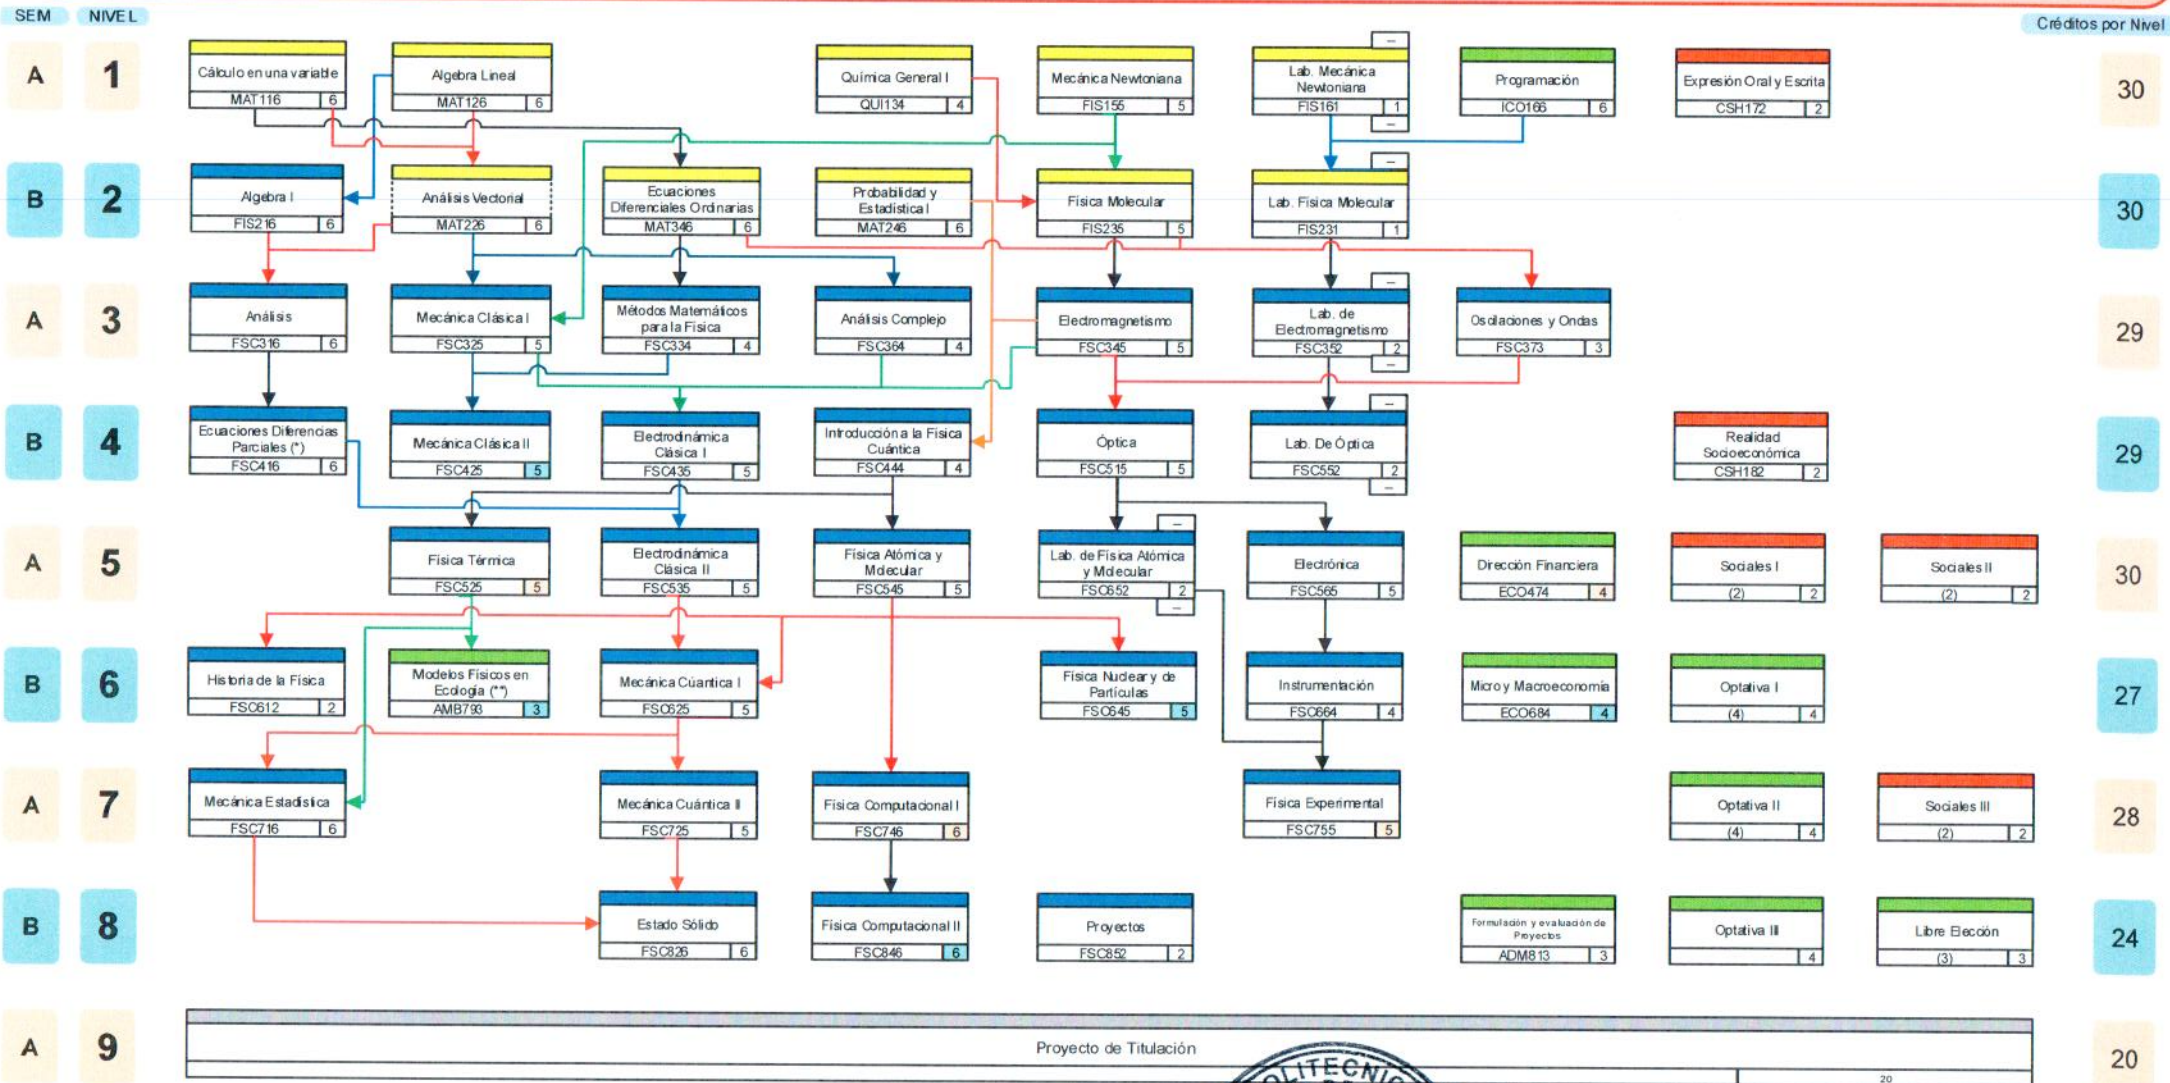 SEM NIVEL
Créditos por Nivel
A 1
Cálculo en una variable
MAT116 6
Algebra Lineal
MAT126 6
Química General I
QUI134 4
Mecánica Newtoniana
FIS155 5
–
Lab. Mecánica
Newtoniana
FIS161 1
–
Programación
ICO166 6
Expresión Oral y Escrita
CSH172 2
30
B 2
Algebra I
FIS216 6
Análisis Vectorial
MAT226 6
Ecuaciones
Diferenciales Ordinarias
MAT346 6
Probabilidad y
Estadística I
MAT246 6
Física Molecular
FIS235 5
–
Lab. Física Molecular
FIS231 1
30
A 3
Análisis
FSC316 6
Mecánica Clásica I
FSC325 5
Métodos Matemáticos
para la Física
FSC334 4
Análisis Complejo
FSC364 4
Electromagnetismo
FSC345 5
–
Lab. de
Electromagnetismo
FSC352 2
–
Oscilaciones y Ondas
FSC373 3
29
B 4
Ecuaciones Diferencias
Parciales (*)
FSC416 6
Mecánica Clásica II
FSC425 5
Electrodinámica
Clásica I
FSC435 5
Introducción a la Física
Cuántica
FSC444 4
Óptica
FSC515 5
–
Lab. De Óptica
FSC552 2
–
Realidad
Socioeconómica
CSH182 2
29
A 5
Física Térmica
FSC525 5
Electrodinámica
Clásica II
FSC535 5
Física Atómica y
Molecular
FSC545 5
–
Lab. de Física Atómica
y Molecular
FSC652 2
–
Electrónica
FSC565 5
Dirección Financiera
ECO474 4
Sociales I
(2) 2
Sociales II
(2) 2
30
B 6
Historia de la Física
FSC612 2
Modelos Físicos en
Ecología (**)
AMB793 3
Mecánica Cúantica I
FSC625 5
Física Nuclear y de
Partículas
FSC645 5
Instrumentación
FSC664 4
Micro y Macroeconomía
ECO684 4
Optativa I
(4) 4
27
A 7
Mecánica Estadística
FSC716 6
Mecánica Cuántica II
FSC725 5
Física Computacional I
FSC746 6
Física Experimental
FSC755 5
Optativa II
(4) 4
Sociales III
(2) 2
28
B 8
Estado Sólido
FSC826 6
Física Computacional II
FSC846 6
Proyectos
FSC852 2
Formulación y evaluación de
Proyectos
ADM813 3
Optativa III
4
Libre Elección
(3) 3
24
A 9
Proyecto de Titulación
20
20